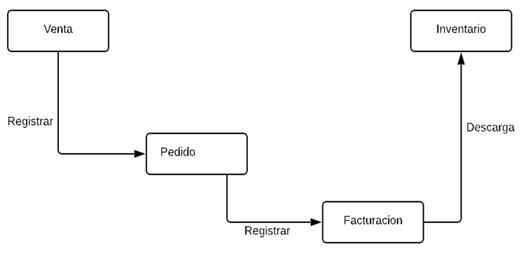 Venta
Inventario
Registrar
Descarga
Pedido
Facturacion
Registrar